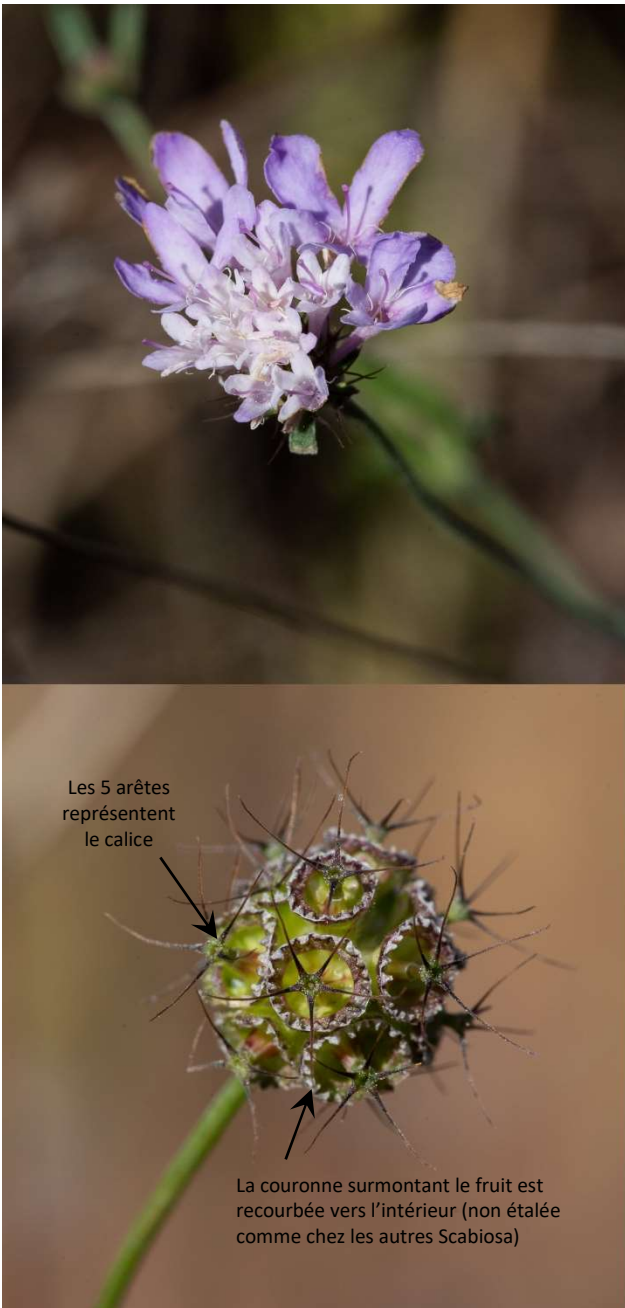 Les 5 arêtes
représentent
le calice
La couronne surmontant le fruit est
recourbée vers l’intérieur (non étalée
comme chez les autres Scabiosa)